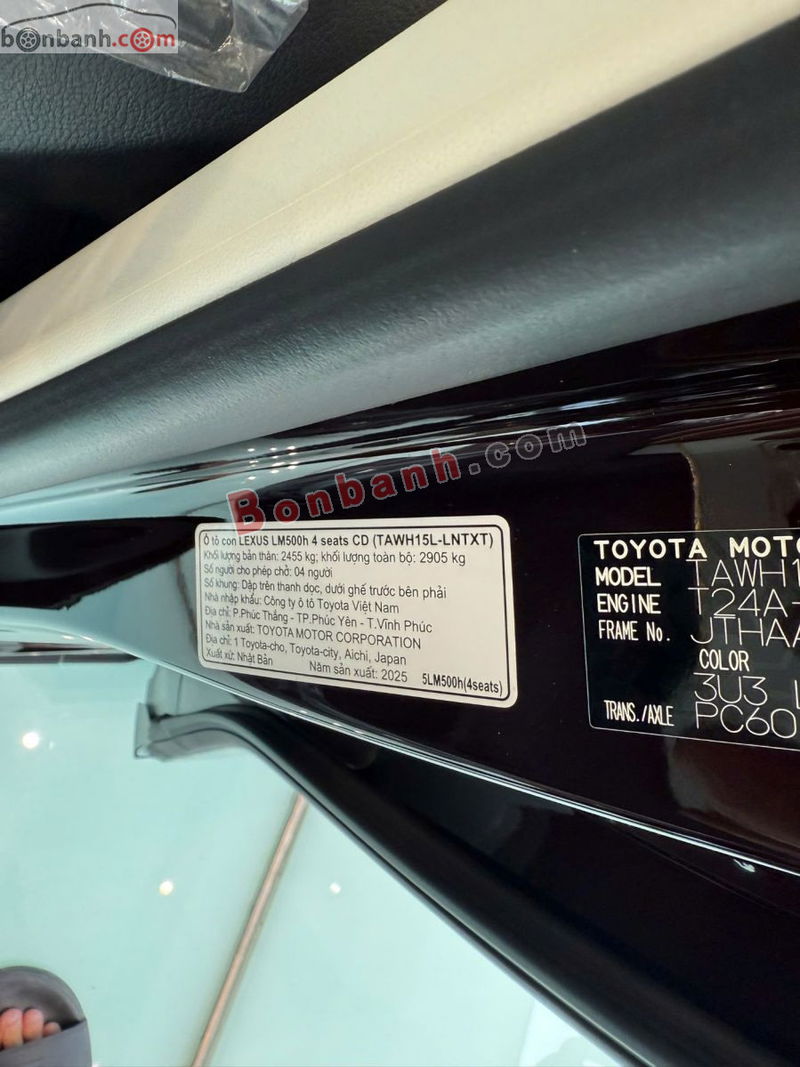 bonbanh.com
Bonbanh.com
Ô tô con LEXUS LM500h 4 seats CD (TAWH15L-LNTXT)
Khối lượng bản thân: 2455 kg; khối lượng toàn bộ: 2905 kg
Số người cho phép chở: 04 người
Số khung: Dập trên thanh dọc, dưới ghế trước bên phải
Nhà nhập khẩu: Công ty ô tô Toyota Việt Nam
Địa chỉ: P.Phúc Thắng - TP.Phúc Yên - T.Vĩnh Phúc
Nhà sản xuất: TOYOTA MOTOR CORPORATION
Địa chỉ: 1 Toyota-cho, Toyota-city, Aichi, Japan
Xuất xứ: Nhật Bản Năm sản xuất: 2025 5LM500h(4seats)
TOYOTA MOTO
MODEL TAWH1
ENGINE T24A-
FRAME No. JTHAA
COLOR
3U3 L
TRANS./AXLE PC60